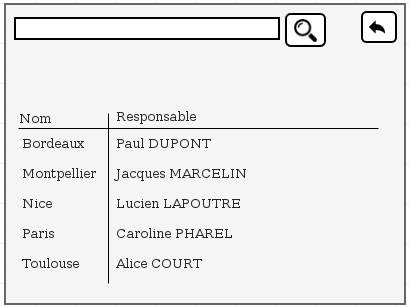 Nom Responsable
Bordeaux Paul DUPONT
Montpellier Jacques MARCELIN
Nice Lucien LAPOUTRE
Paris Caroline PHAREL
Toulouse Alice COURT